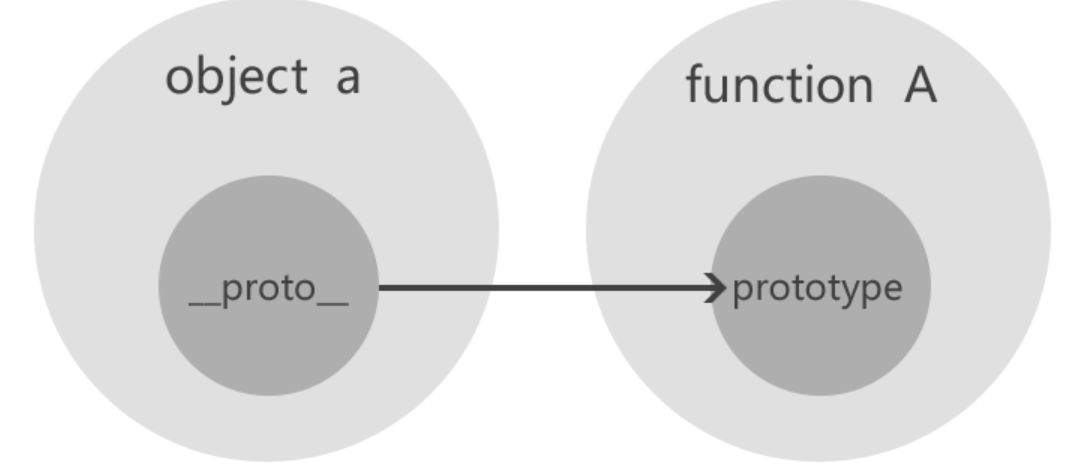 object a
function A
__proto__
prototype